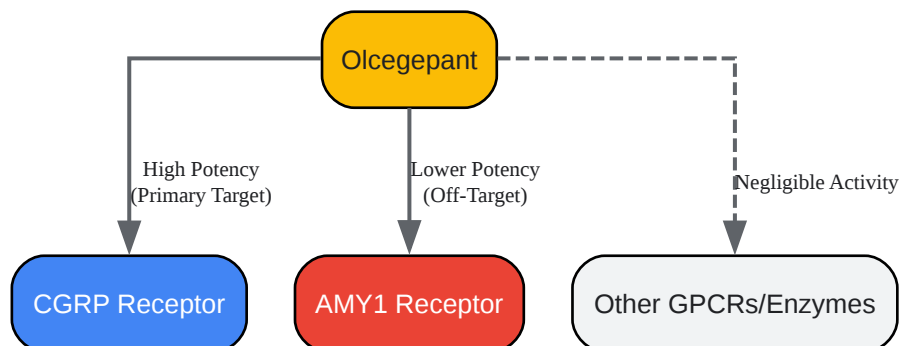 Olcegepant
High Potency
(Primary Target)
Lower Potency
(Off-Target)
Negligible Activity
CGRP Receptor
AMY1 Receptor
Other GPCRs/Enzymes